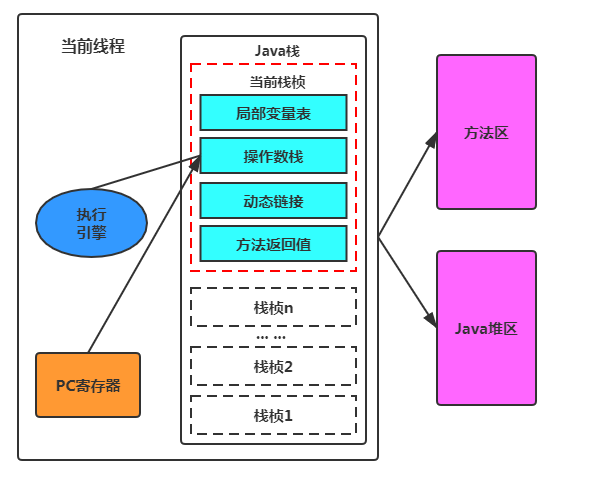 当前线程
Java栈
当前栈桢
局部变量表
操作数栈
动态链接
方法返回值
执行
引擎
栈桢n
... ...
栈桢2
栈桢1
PC寄存器
方法区
Java堆区